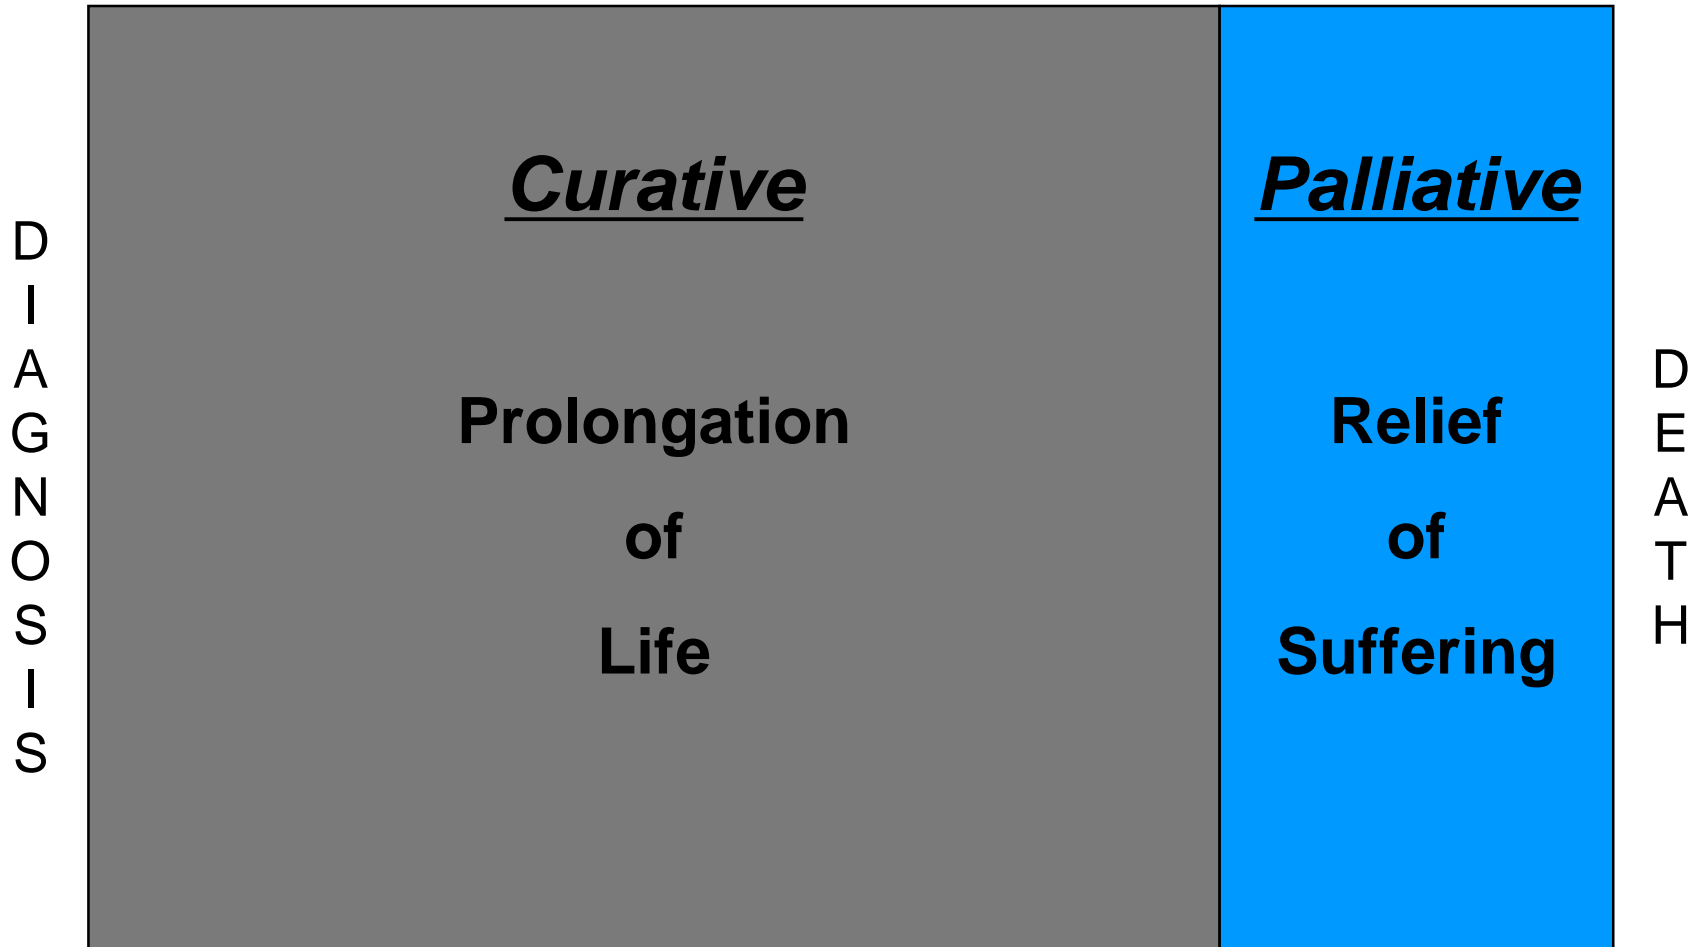 DIAGNOSIS
Curative
Prolongation
of
Life
Palliative
Relief
of
Suffering
DEATH